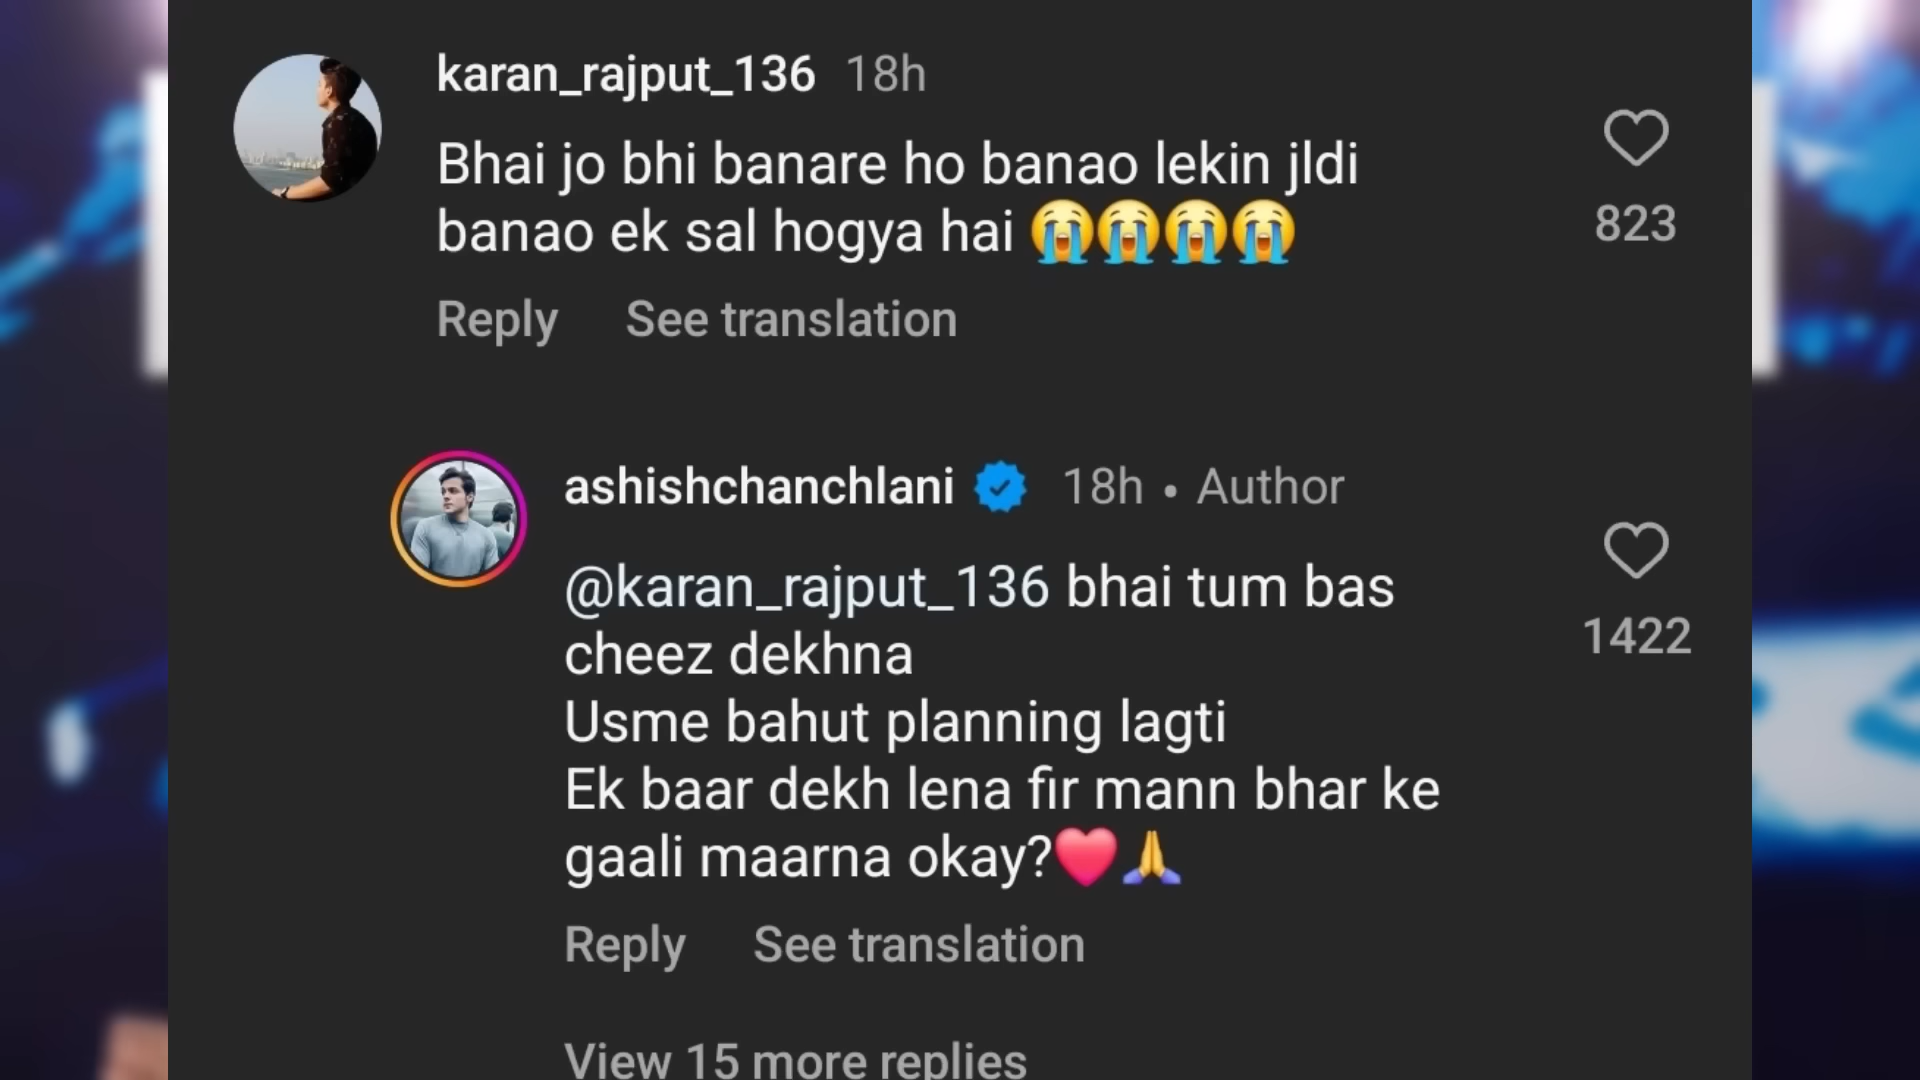 karan_rajput_136 18h
Bhai jo bhi banare ho banao lekin jldi
banao ek sal hogya hai 😭😭😭😭
823
Reply See translation
ashishchanchlani 18h • Author
@karan_rajput_136 bhai tum bas
cheez dekhna
1422
Usme bahut planning lagti
Ek baar dekh lena fir mann bhar ke
gaali maarna okay?❤️🙏
Reply See translation
View 15 more replies